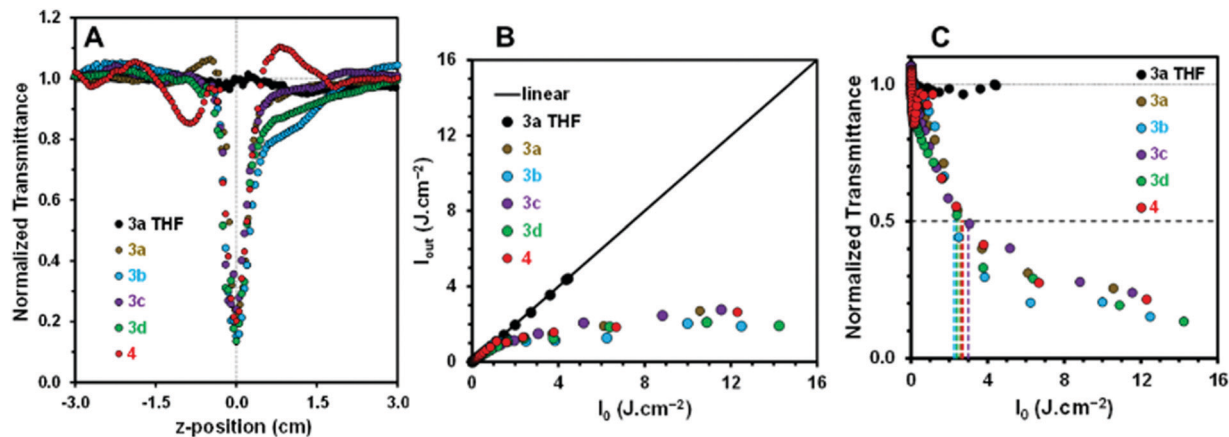 A
Normalized Transmittance
1.2
1.0
0.8
0.6
0.4
0.2
0.0
3a THF
3a
3b
3c
3d
4
-3.0 -1.5 0.0 1.5 3.0
z-position (cm)
B
Iout (J.cm−2)
16
12
8
4
0
linear
3a THF
3a
3b
3c
3d
4
0 4 8 12 16
I0 (J.cm−2)
C
Normalized Transmittance
1.0
0.5
0.0
3a THF
3a
3b
3c
3d
4
0 4 8 12 16
I0 (J.cm−2)